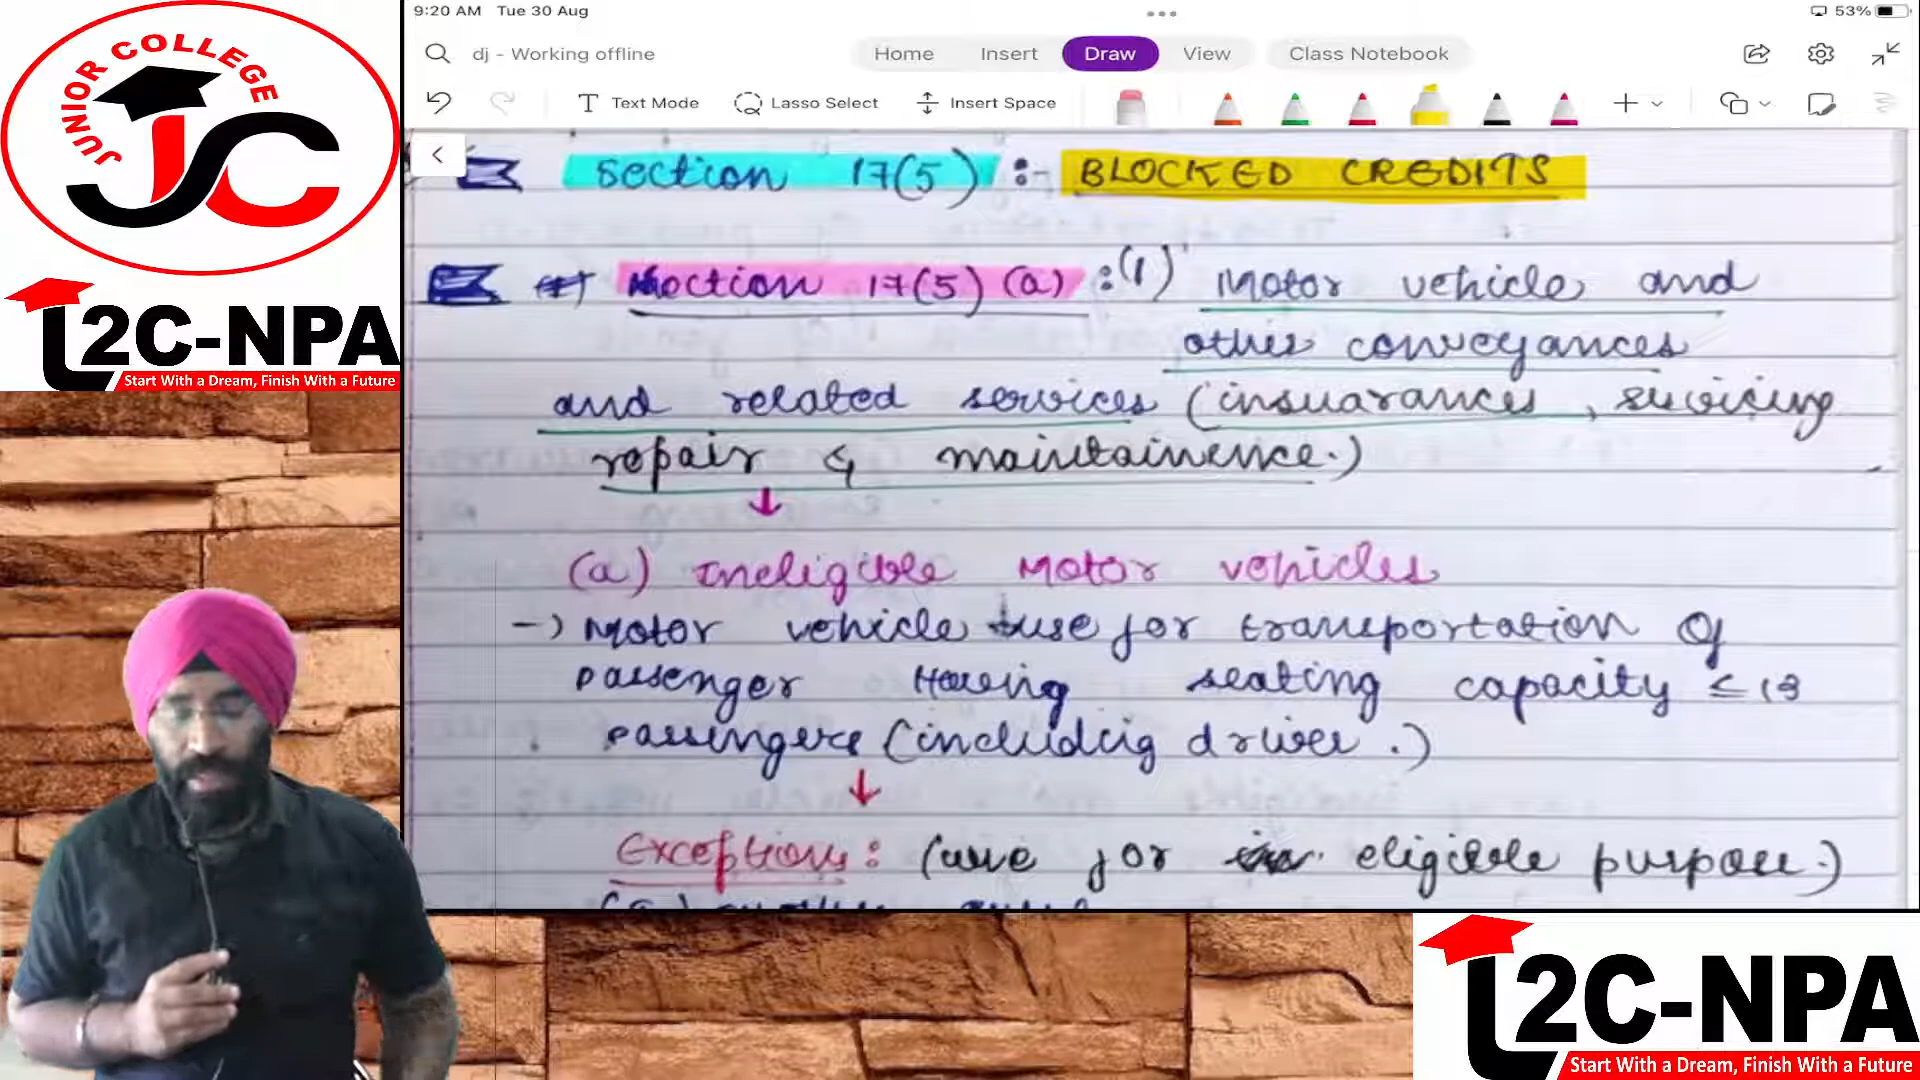 9:20 AM Tue 30 Aug
53%
dj - Working offline
Home Insert Draw View Class Notebook
Text Mode Lasso Select Insert Space
JUNIOR COLLEGE
JC
L2C-NPA
Start With a Dream, Finish With a Future
Section 17(5) :- BLOCKED CREDITS
Section 17(5) (a) : (1) Motor vehicle and
other conveyances
and related services (insuarances, servicing
repair & maintainence.)
↓
(a) Ineligible Motor vehicles
-) Motor vehicle use for transportation of
passenger Having seating capacity ≤ 13
passengers (including driver.)
↓
Exceptions: (use for eligible purpose.)
L2C-NPA
Start With a Dream, Finish With a Future